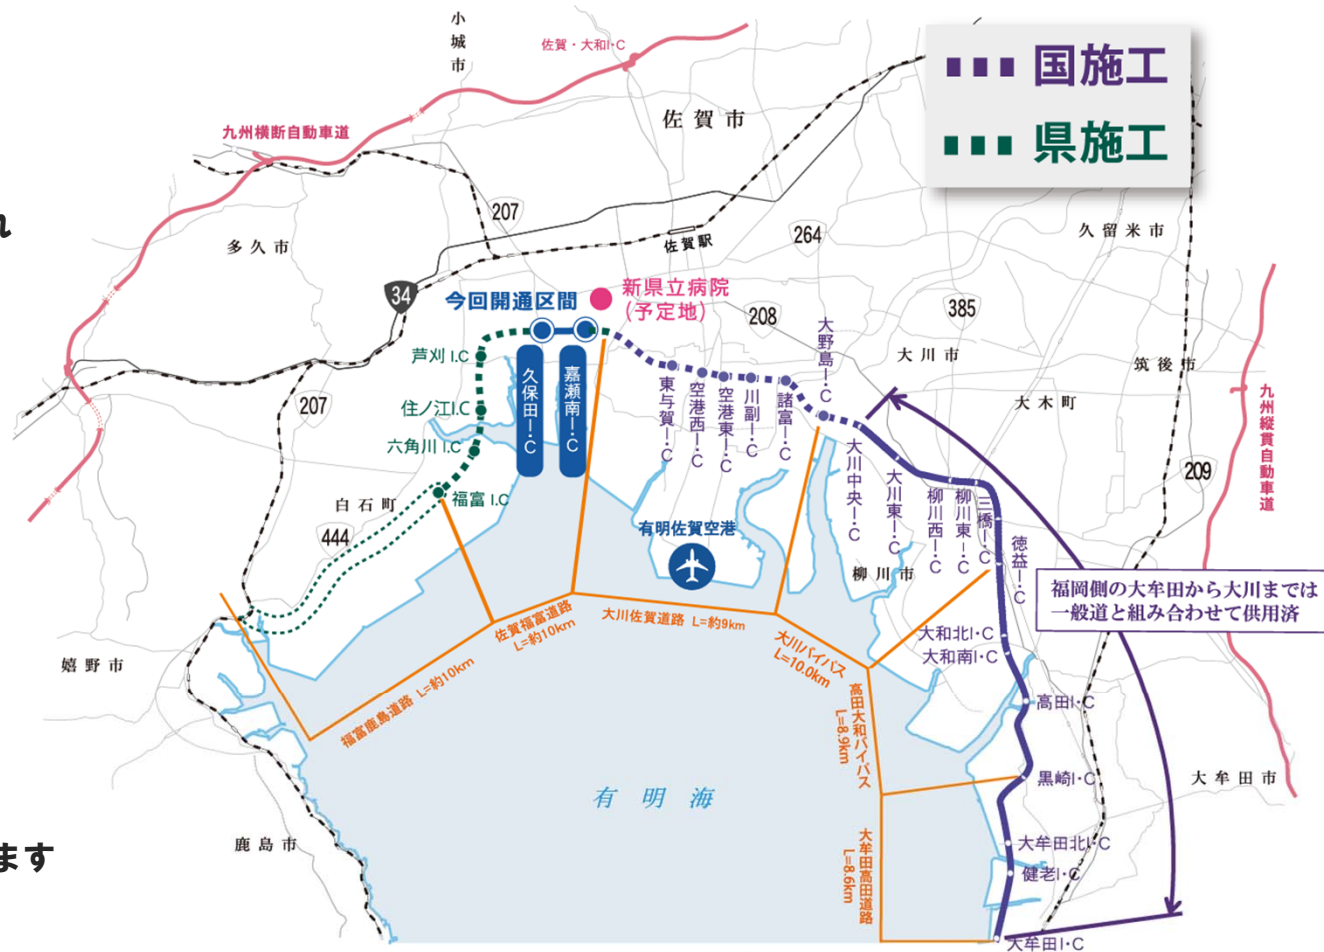 小城市
佐賀・大和I・C
国施工
県施工
佐賀市
九州横断自動車道
れ
207
264
佐賀駅
久留米市
多久市
34
今回開通区間
新県立病院
(予定地)
208
385
大野島I・C
大川市
筑後市
芦刈 I.C
久保田I・C
嘉瀬南I・C
東与賀I・C
空港西I・C
空港東I・C
川副I・C
諸富I・C
大木町
九州縦貫自動車道
207
住ノ江I.C
六角川 I.C
大川中央I・C
大川東I・C
柳川西I・C
柳川東I・C
三橋I・C
徳益I・C
209
白石町
福富 I.C
444
有明佐賀空港
柳川市
福岡側の大牟田から大川までは
一般道と組み合わせて供用済
佐賀福富道路
L=約10km
大川佐賀道路 L=約9km
大川バイパス
L=10.0km
大和北I・C
大和南I・C
嬉野市
福富鹿島道路 L=約10km
高田大和バイパス
L=8.9km
高田I・C
黒崎I・C
大牟田市
有明海
鹿島市
大牟田高田道路
L=8.6km
大牟田北I・C
ます
健老I・C
大牟田I・C